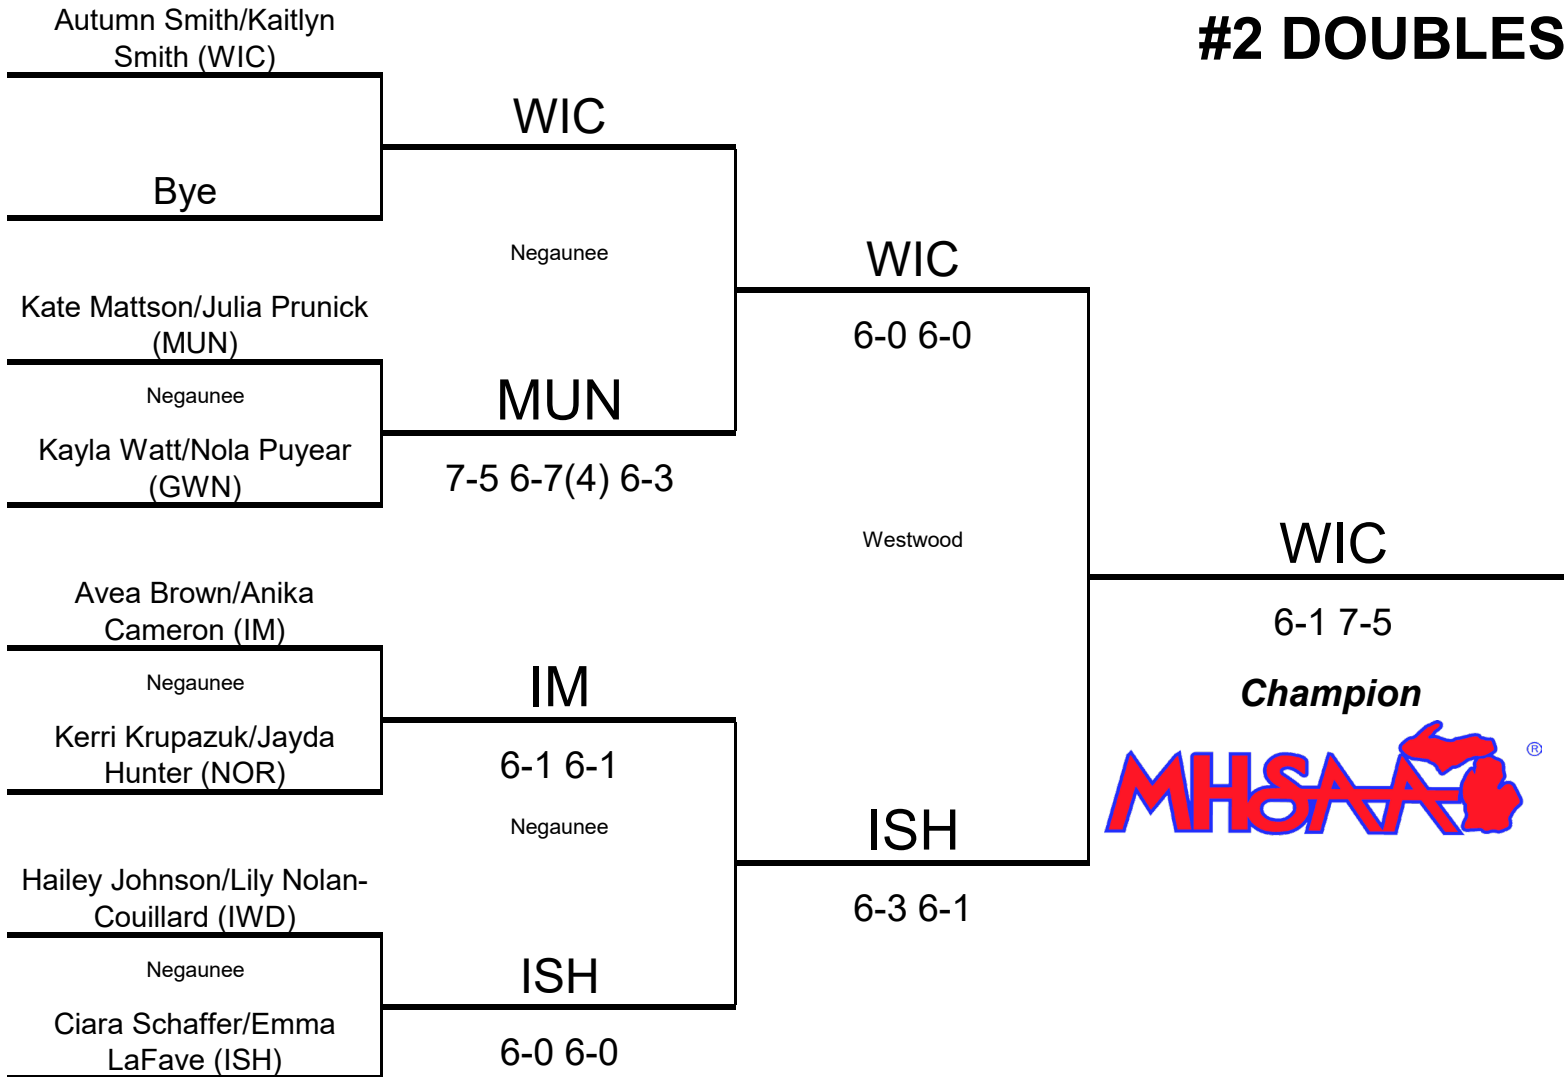 #2 DOUBLES
Autumn Smith/Kaitlyn
Smith (WIC)
WIC
Bye
Negaunee
WIC
Kate Mattson/Julia Prunick
(MUN)
6-0 6-0
Negaunee
MUN
Kayla Watt/Nola Puyear
(GWN)
7-5 6-7(4) 6-3
Westwood
WIC
Avea Brown/Anika
Cameron (IM)
6-1 7-5
Negaunee
IM
Champion
Kerri Krupazuk/Jayda
Hunter (NOR)
6-1 6-1
MHSAA ®
Negaunee
ISH
Hailey Johnson/Lily Nolan-
Couillard (IWD)
6-3 6-1
Negaunee
ISH
Ciara Schaffer/Emma
LaFave (ISH)
6-0 6-0